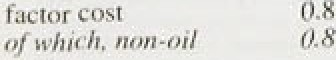 factor cost 0.8
of which, non-oil 0.8